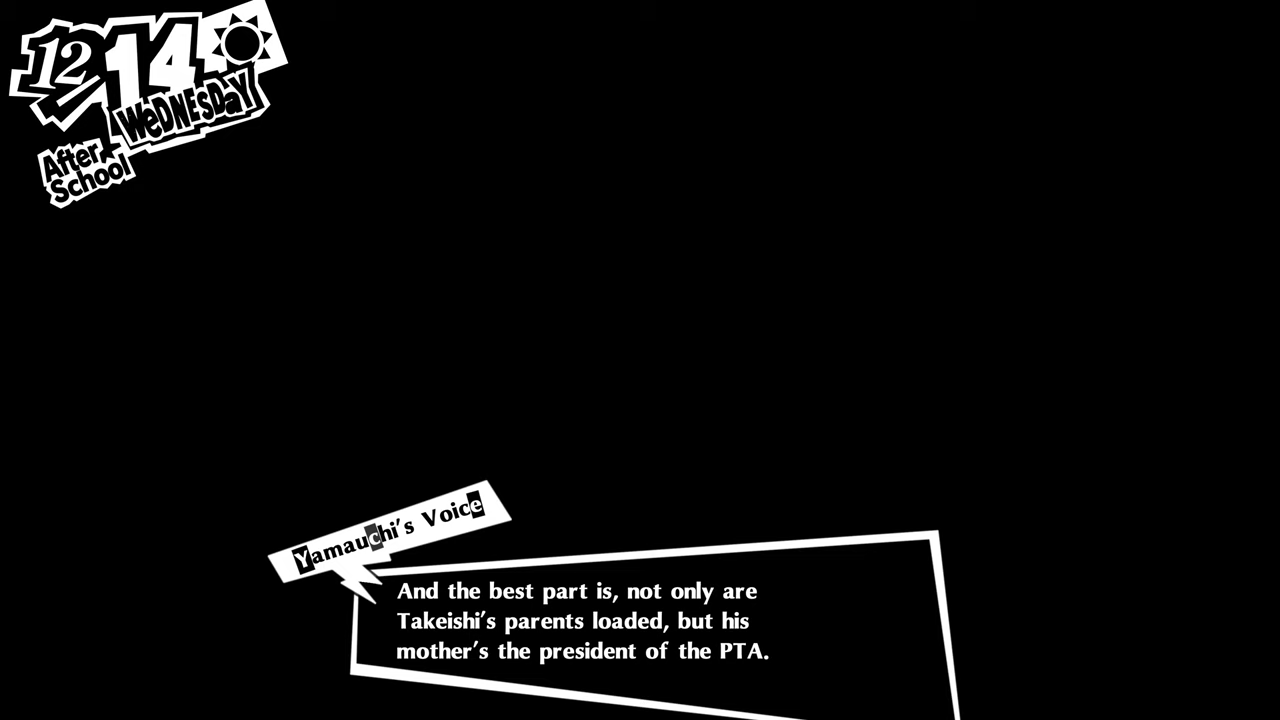 12/14
WeDNESDaY
After
School
Yamauchi's Voice
And the best part is, not only are
Takeishi's parents loaded, but his
mother's the president of the PTA.